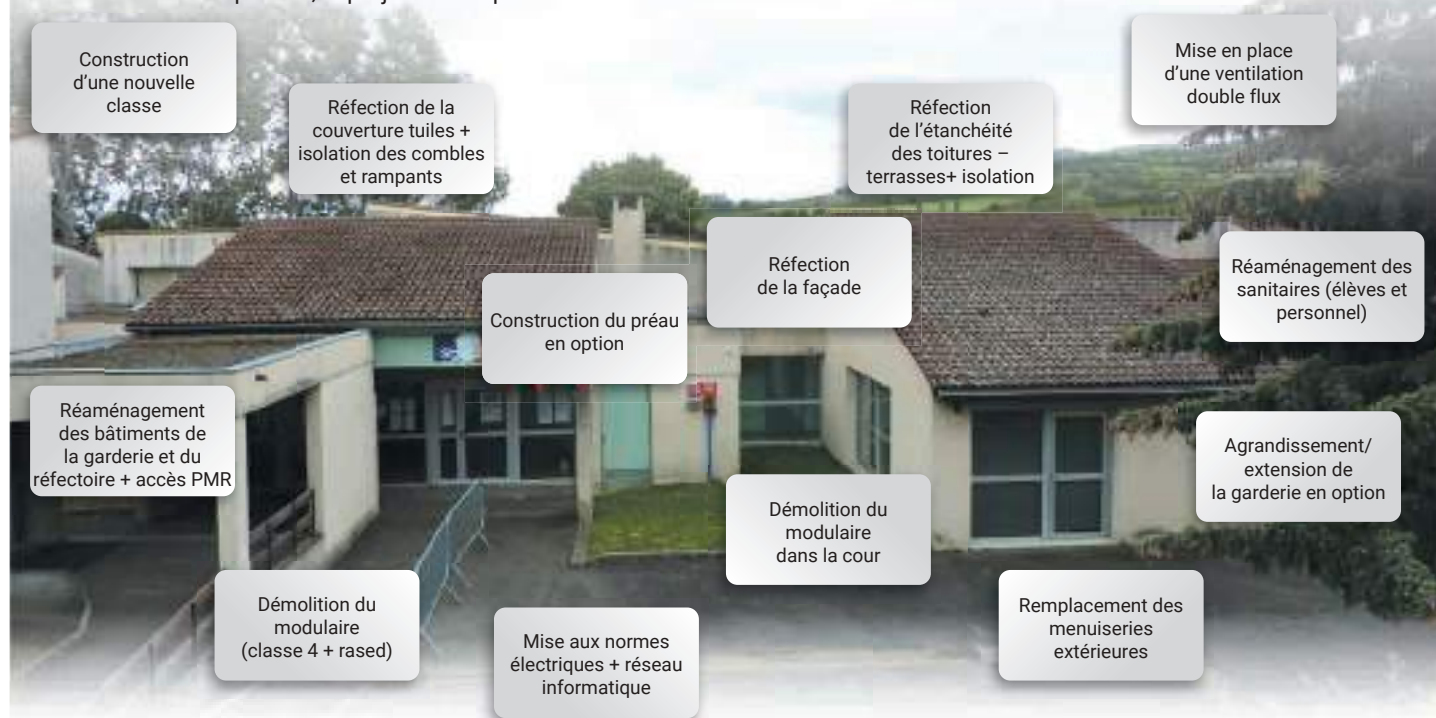 Construction
d’une nouvelle
classe
Réfection de la
couverture tuiles +
isolation des combles
et rampants
Réfection
de l’étanchéité
des toitures –
terrasses+ isolation
Mise en place
d’une ventilation
double flux
Construction du préau
en option
Réfection
de la façade
Réaménagement des
sanitaires (élèves et
personnel)
Réaménagement
des bâtiments de
la garderie et du
réfectoire + accès PMR
Démolition du
modulaire
dans la cour
Agrandissement/
extension de
la garderie en option
Démolition du
modulaire
(classe 4 + rased)
Mise aux normes
électriques + réseau
informatique
Remplacement des
menuiseries
extérieures